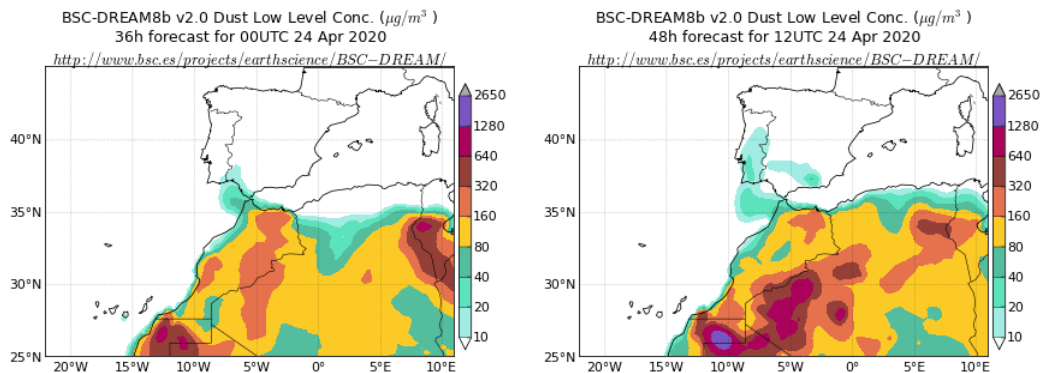 BSC-DREAM8b v2.0 Dust Low Level Conc. (μg/m³ )
36h forecast for 00UTC 24 Apr 2020
http://www.bsc.es/projects/earthscience/BSC−DREAM/
40°N
35°N
30°N
25°N
20°W
15°W
10°W
5°W
0°E
5°E
10°E
2650
1280
640
320
160
80
40
20
10
BSC-DREAM8b v2.0 Dust Low Level Conc. (μg/m³ )
48h forecast for 12UTC 24 Apr 2020
http://www.bsc.es/projects/earthscience/BSC−DREAM/
40°N
35°N
30°N
25°N
20°W
15°W
10°W
5°W
0°E
5°E
10°E
2650
1280
640
320
160
80
40
20
10